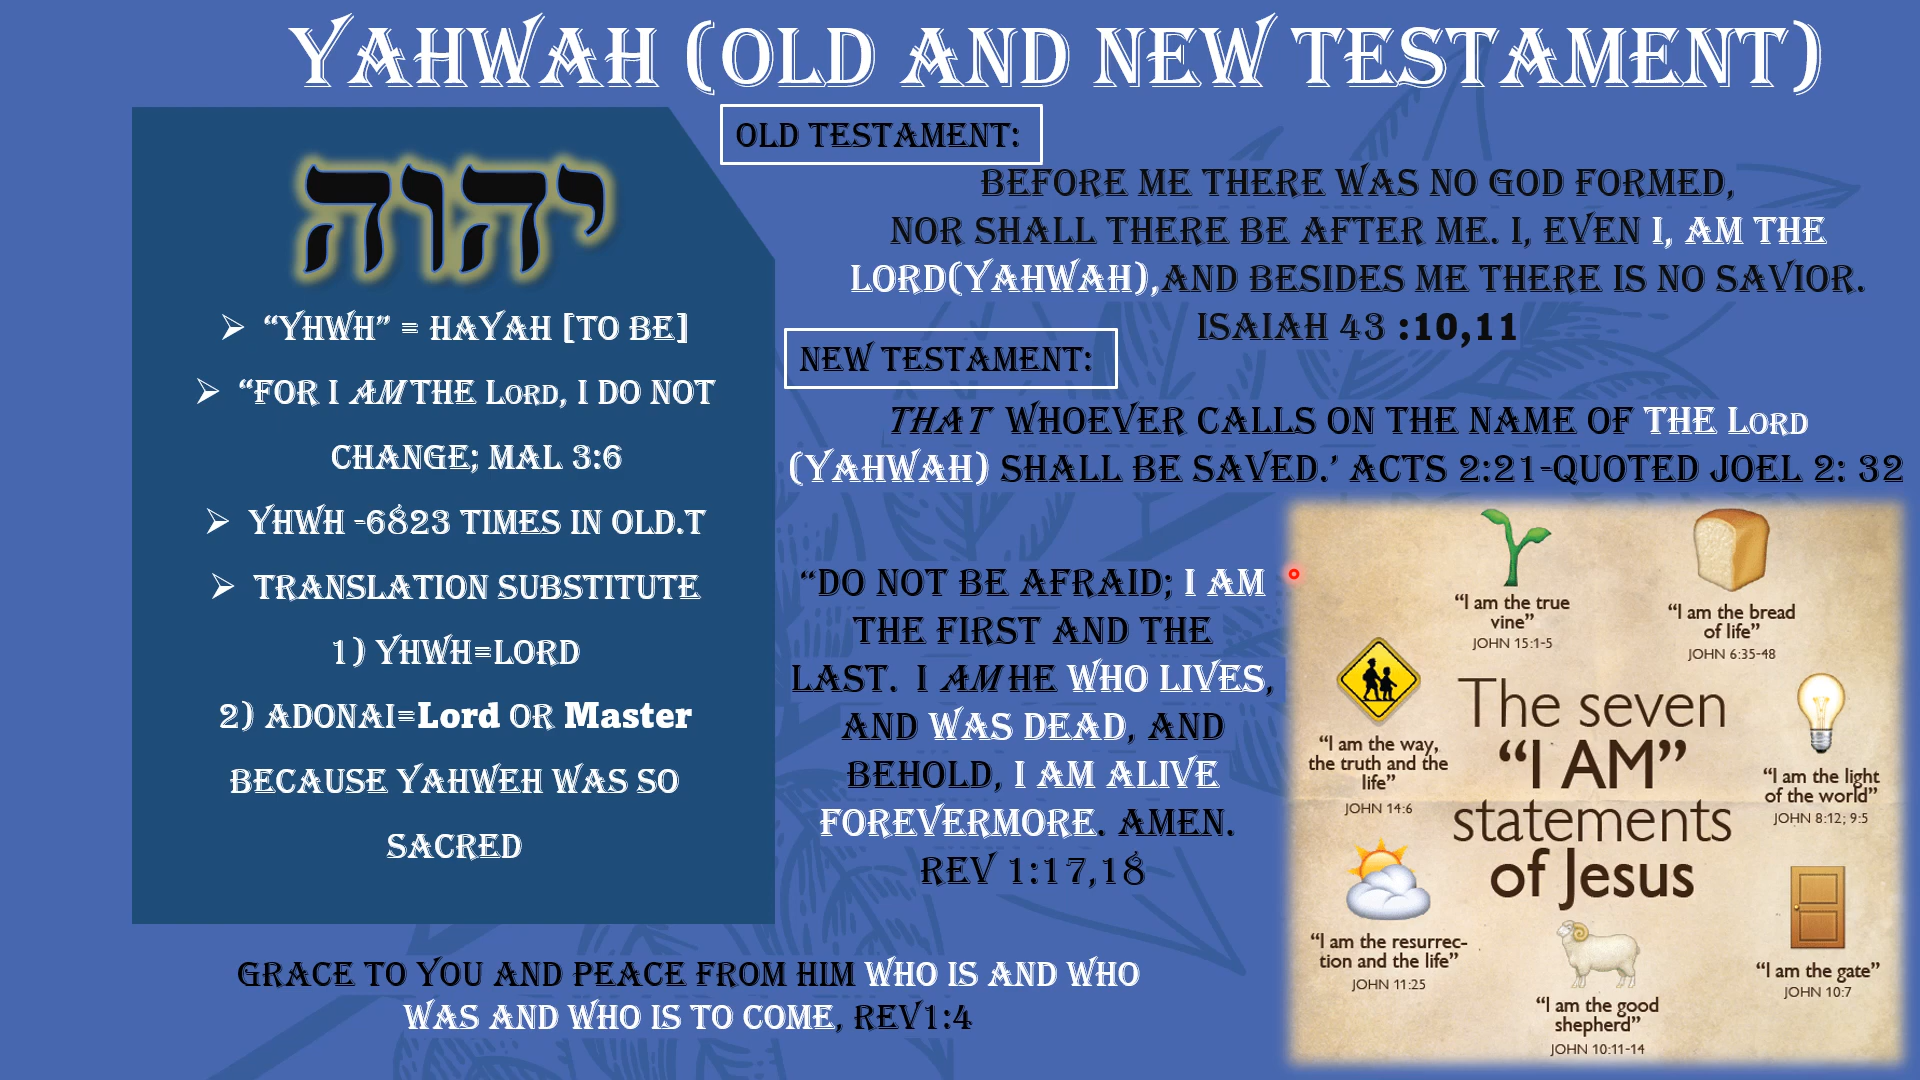 YAHWAH (OLD AND NEW TESTAMENT)
יהוה
➢ “YHWH” = HAYAH [TO BE]
➢ “FOR I AM THE LORD, I DO NOT
CHANGE; MAL 3:6
➢ YHWH -6823 TIMES IN OLD.T
➢ TRANSLATION SUBSTITUTE
1) YHWH=LORD
2) ADONAI=Lord OR Master
BECAUSE YAHWEH WAS SO
SACRED
OLD TESTAMENT:
BEFORE ME THERE WAS NO GOD FORMED,
NOR SHALL THERE BE AFTER ME. I, EVEN I, AM THE
LORD(YAHWAH),AND BESIDES ME THERE IS NO SAVIOR.
ISAIAH 43 :10,11
NEW TESTAMENT:
THAT WHOEVER CALLS ON THE NAME OF THE LORD
(YAHWAH) SHALL BE SAVED.’ ACTS 2:21-QUOTED JOEL 2: 32
“DO NOT BE AFRAID; I AM
THE FIRST AND THE
LAST. I AM HE WHO LIVES,
AND WAS DEAD, AND
BEHOLD, I AM ALIVE
FOREVERMORE. AMEN.
REV 1:17,18
GRACE TO YOU AND PEACE FROM HIM WHO IS AND WHO
WAS AND WHO IS TO COME, REV1:4
“I am the true
vine”
JOHN 15:1-5
“I am the bread
of life”
JOHN 6:35-48
“I am the way,
the truth and the
life”
JOHN 14:6
The seven
“I AM”
statements
of Jesus
“I am the light
of the world”
JOHN 8:12; 9:5
“I am the resurrec-
tion and the life”
JOHN 11:25
“I am the good
shepherd”
JOHN 10:11-14
“I am the gate”
JOHN 10:7